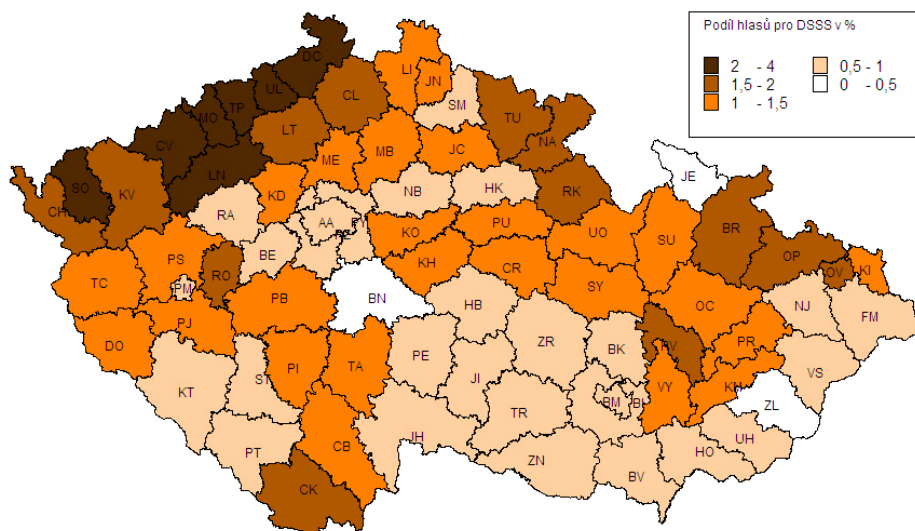 Podíl hlasů pro DSSS v %
2 - 4
0,5 - 1
1,5 - 2
0 - 0,5
1 - 1,5
DC
LI
JN
UL
TP
MO
CL
SM
TU
CV
LT
NA
ME
MB
JC
LN
JE
SO
KV
CH
KD
NB
HK
RK
RA
AA
BR
KO
PU
UO
SU
PS
BE
OP
OV
KI
TC
RO
PM
KH
CR
PB
BN
SY
OC
HB
NJ
FM
PJ
DO
PE
ZR
BK
PV
PR
KT
ST
PI
TA
JI
VY
VS
BM
ZL
TR
PT
CB
JH
UH
ZN
HO
BV
CK